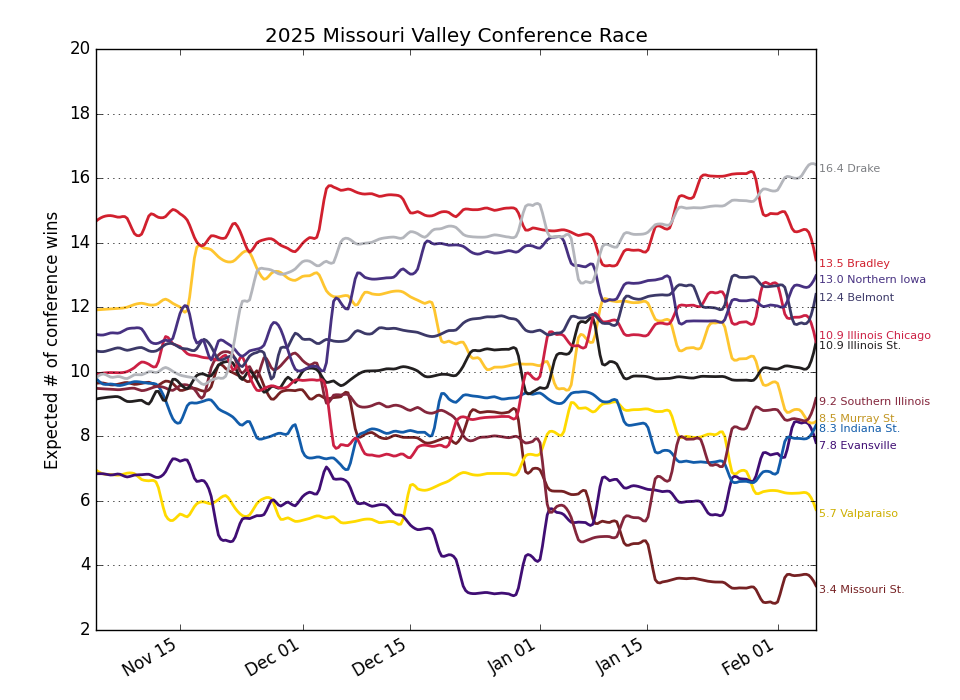 2025 Missouri Valley Conference Race
Expected # of conference wins
20
18
16
14
12
10
8
6
4
2
Nov 15
Dec 01
Dec 15
Jan 01
Jan 15
Feb 01
16.4 Drake
13.5 Bradley
13.0 Northern Iowa
12.4 Belmont
10.9 Illinois Chicago
10.9 Illinois St.
9.2 Southern Illinois
8.5 Murray St.
8.3 Indiana St.
7.8 Evansville
5.7 Valparaiso
3.4 Missouri St.